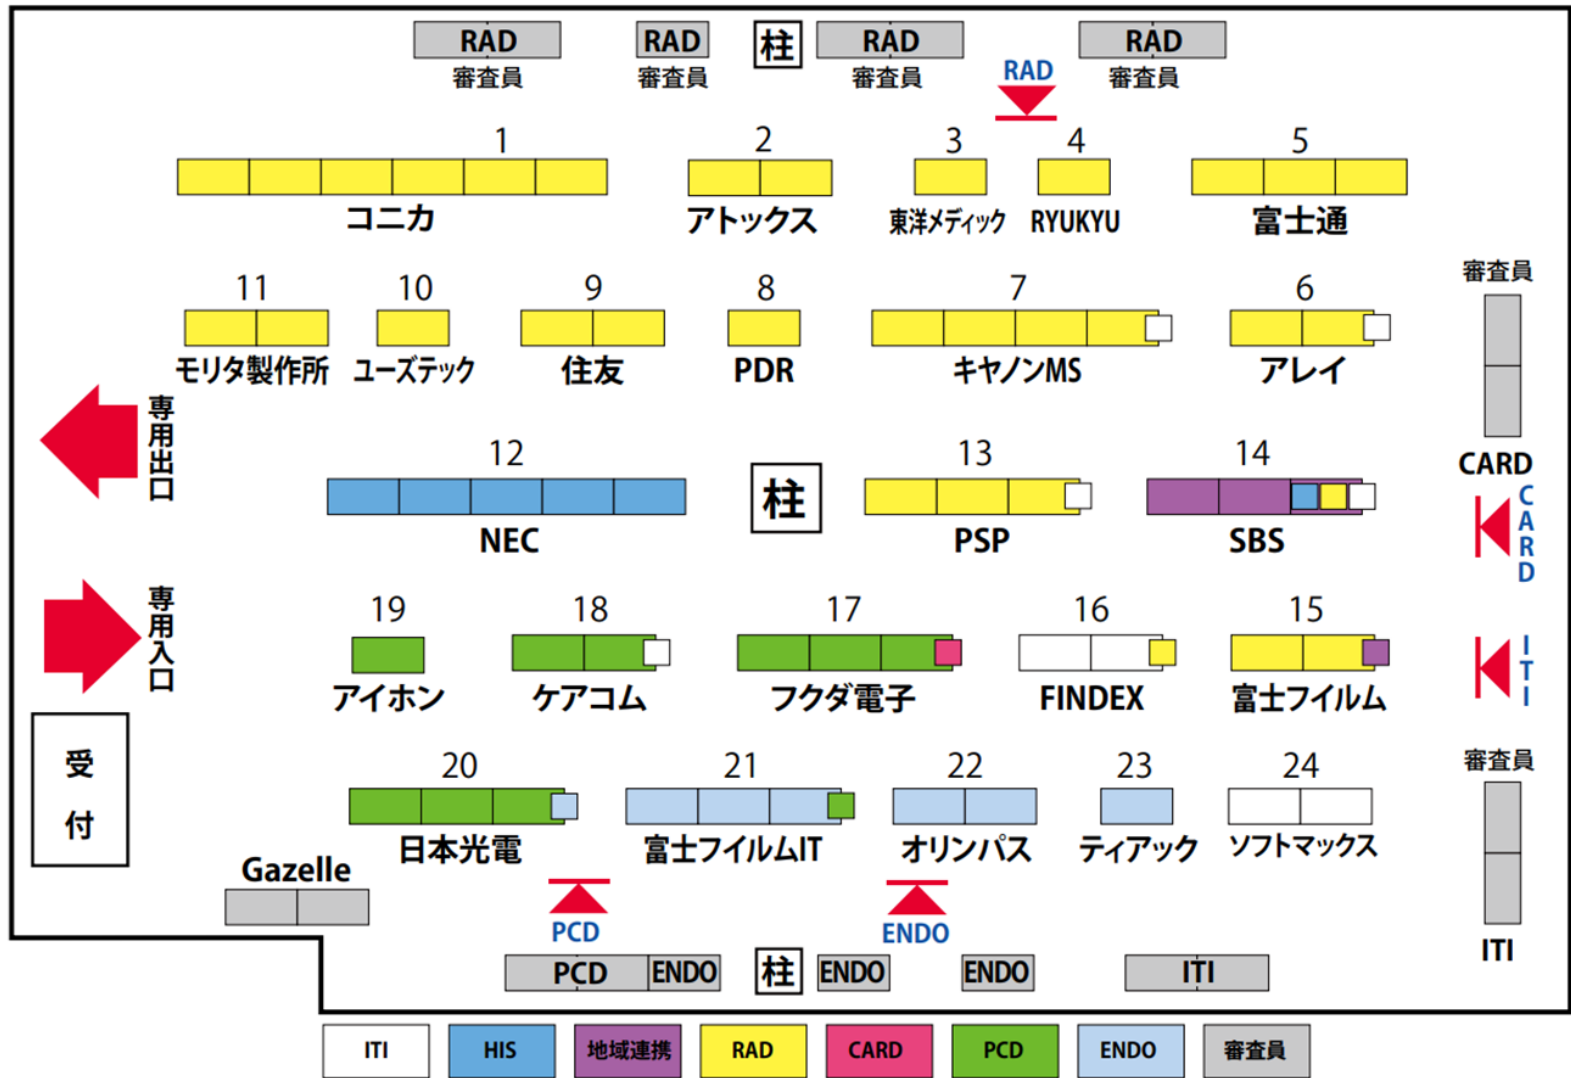 RAD RAD 柱 RAD RAD
審査員 審査員 審査員 審査員
RAD
1 2 3 4 5
コニカ アトックス 東洋メディック RYUKYU 富士通
審査員
11 10 9 8 7 6
モリタ製作所 ユーズテック 住友 PDR キヤノンMS アレイ
専用出口
CARD
12 柱 13 14
NEC PSP SBS
CARD
専用入口
19 18 17 16 15
アイホン ケアコム フクダ電子 FINDEX 富士フイルム
ITI
受付
20 21 22 23 24
審査員
日本光電 富士フイルムIT オリンパス ティアック ソフトマックス
Gazelle
PCD ENDO
ITI
PCD ENDO 柱 ENDO ENDO ITI
ITI HIS 地域連携 RAD CARD PCD ENDO 審査員